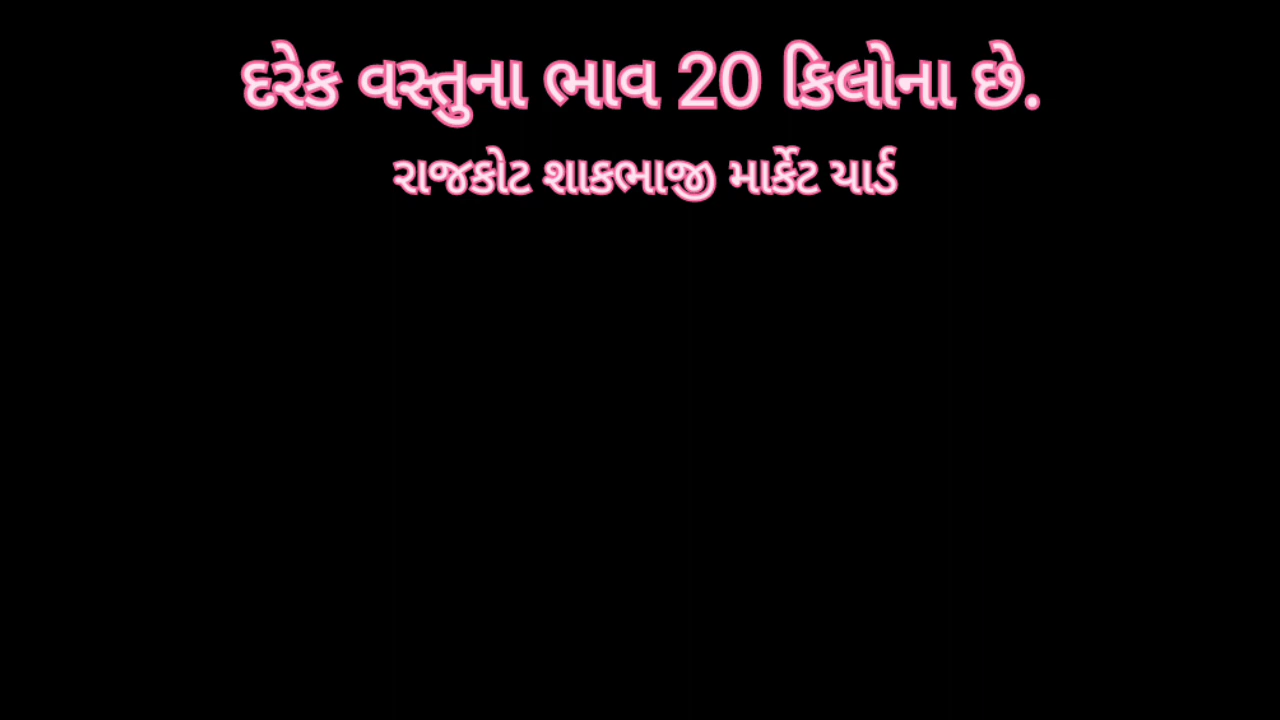 દરેક વસ્તુના ભાવ 20 કિલોના છે.
રાજકોટ શાકભાજી માર્કેટ યાર્ડ